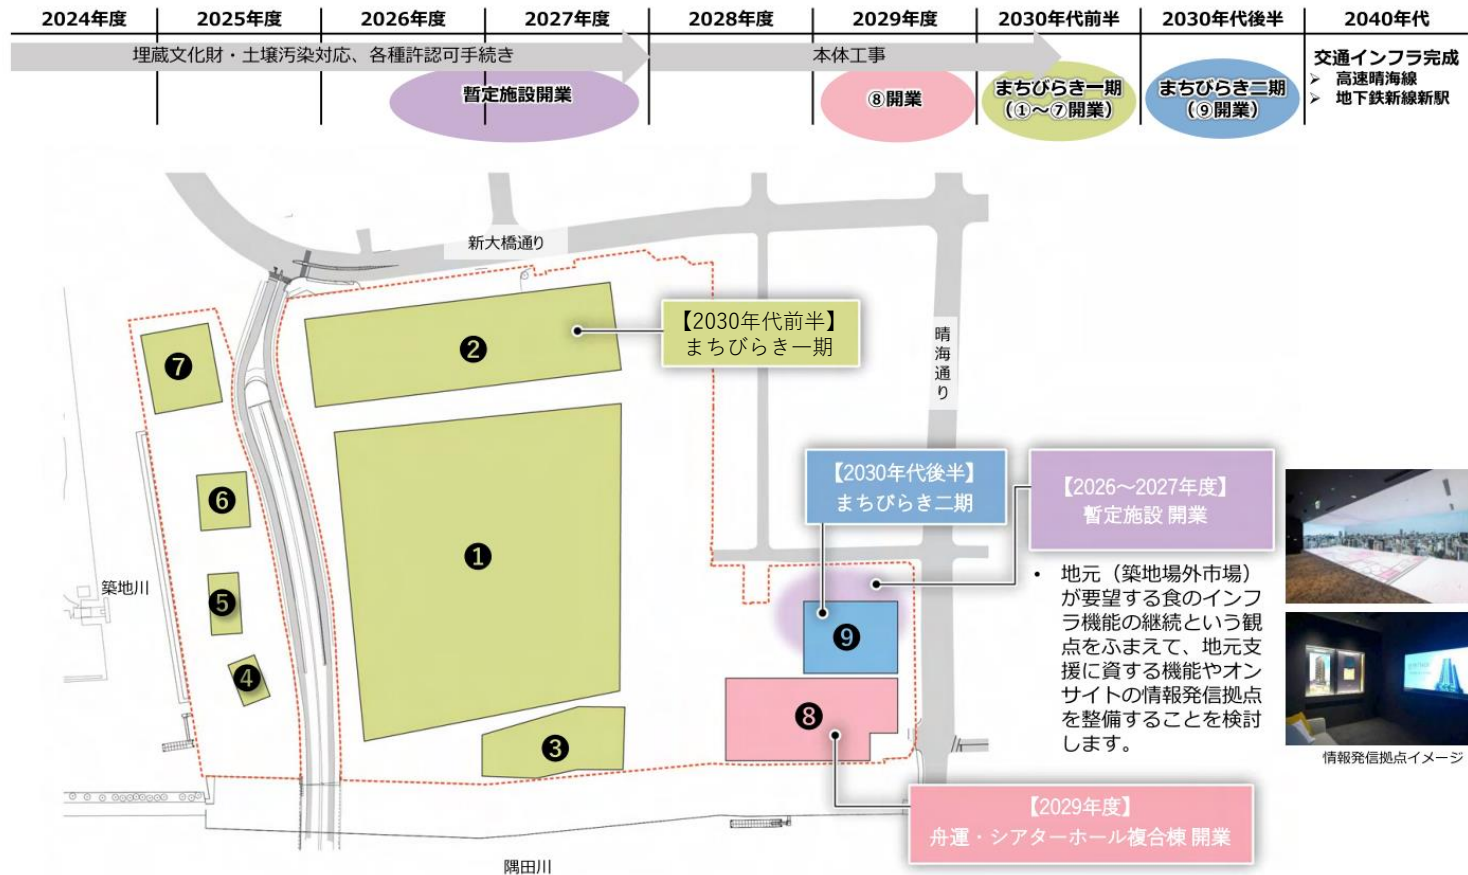 2024年度
2025年度
2026年度
2027年度
2028年度
2029年度
2030年代前半
2030年代後半
2040年代
埋蔵文化財・土壌汚染対応、各種許認可手続き
本体工事
暫定施設開業
⑧開業
まちびらき一期
（①～⑦開業）
まちびらき二期
（⑨開業）
交通インフラ完成
➢ 高速晴海線
➢ 地下鉄新線新駅
新大橋通り
【2030年代前半】
まちびらき一期
晴海通り
❼
❷
❻
❶
❺
❹
❸
❾
❽
築地川
【2030年代後半】
まちびらき二期
【2026～2027年度】
暫定施設 開業
• 地元（築地場外市場）
が要望する食のインフ
ラ機能の継続という観
点をふまえて、地元支
援に資する機能やオン
サイトの情報発信拠点
を整備することを検討
します。
情報発信拠点イメージ
【2029年度】
舟運・シアターホール複合棟 開業
隅田川